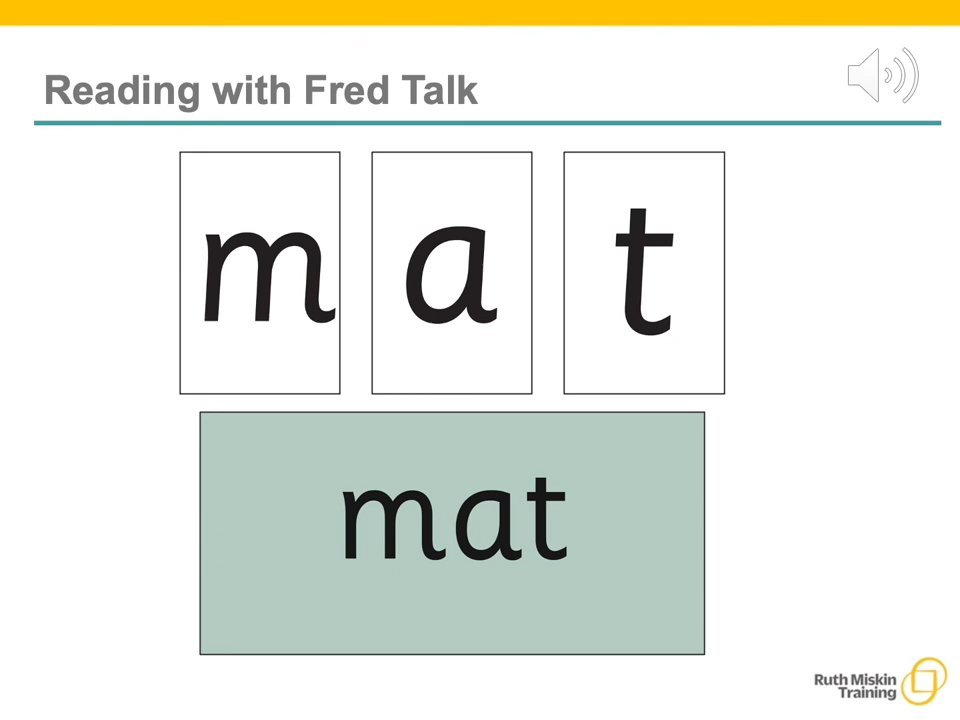 Reading with Fred Talk
m a t
mat
Ruth Miskin
Training